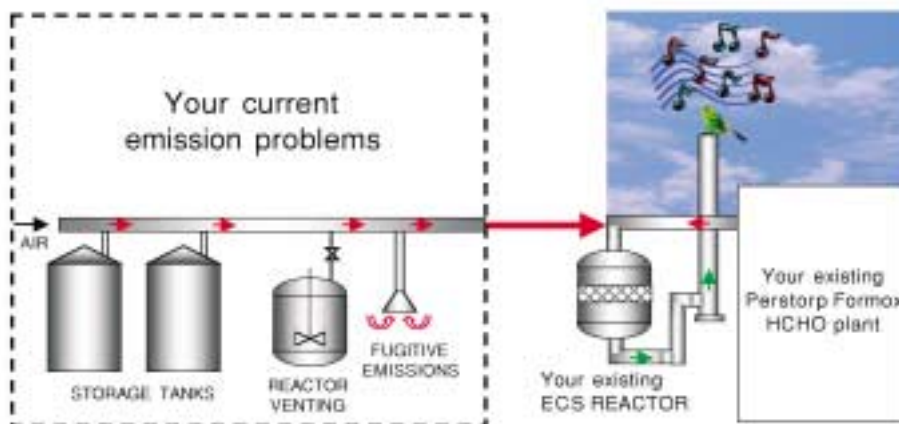 Your current
emission problems
AIR
STORAGE TANKS
REACTOR
VENTING
FUGITIVE
EMISSIONS
Your existing
ECS REACTOR
Your existing
Perstorp Formox
HCHO plant